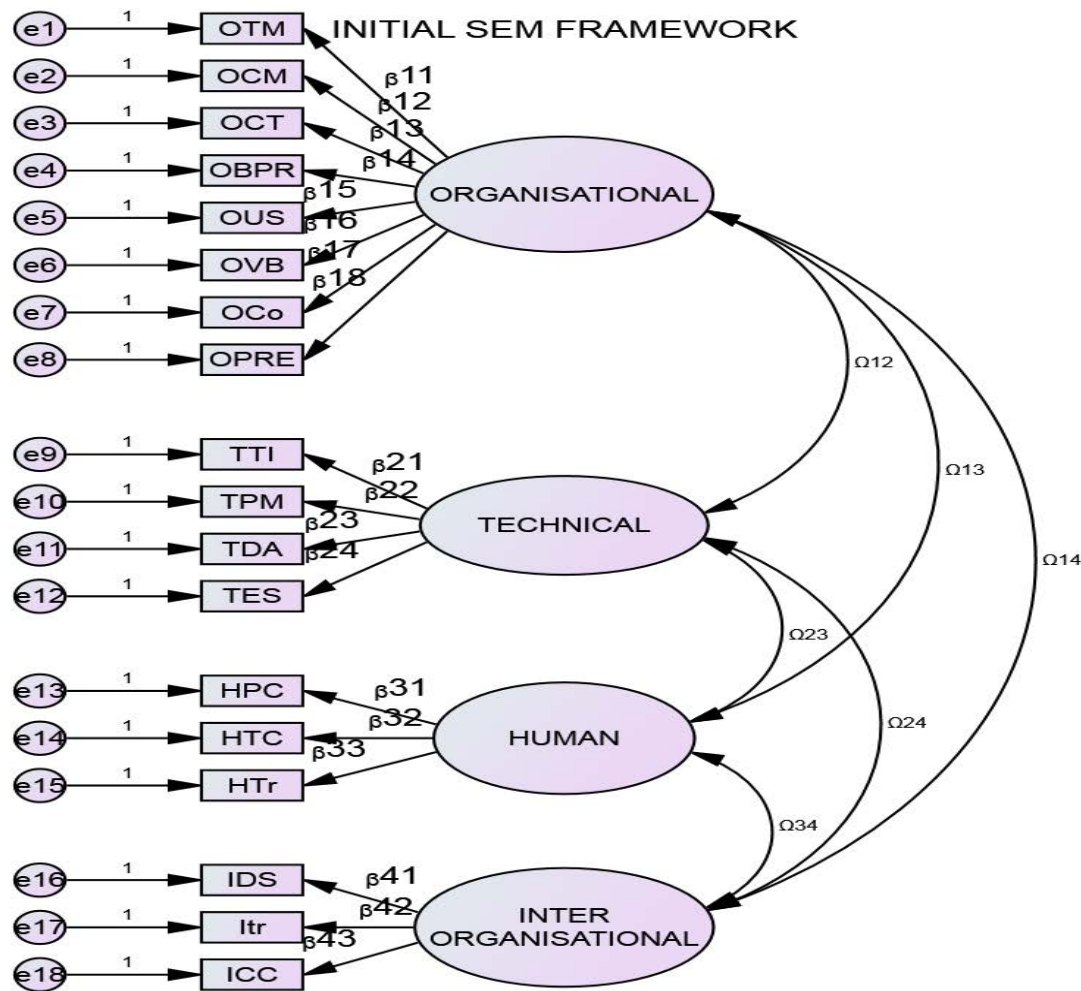 INITIAL SEM FRAMEWORK
e1 1 OTM
e2 1 OCM
e3 1 OCT
e4 1 OBPR
e5 1 OUS
e6 1 OVB
e7 1 OCo
e8 1 OPRE
β11
β12
β13
β14
β15
β16
β17
β18
ORGANISATIONAL
e9 1 TTI
e10 1 TPM
e11 1 TDA
e12 1 TES
β21
β22
β23
β24
TECHNICAL
e13 1 HPC
e14 1 HTC
e15 1 HTr
β31
β32
β33
HUMAN
e16 1 IDS
e17 1 Itr
e18 1 ICC
β41
β42
β43
INTER
ORGANISATIONAL
Ω12
Ω13
Ω14
Ω23
Ω24
Ω34